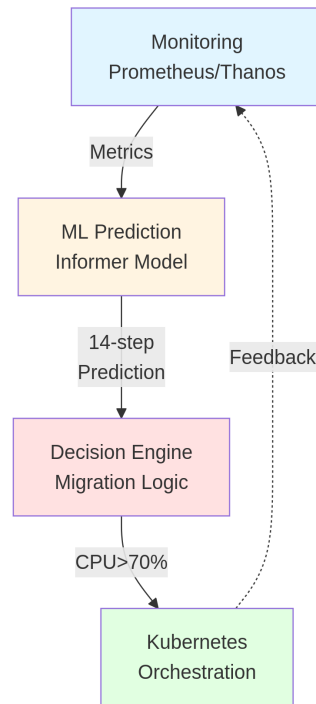 Monitoring
Prometheus/Thanos
Metrics
ML Prediction
Informer Model
14-step
Prediction
Feedback
Decision Engine
Migration Logic
CPU>70%
Kubernetes
Orchestration